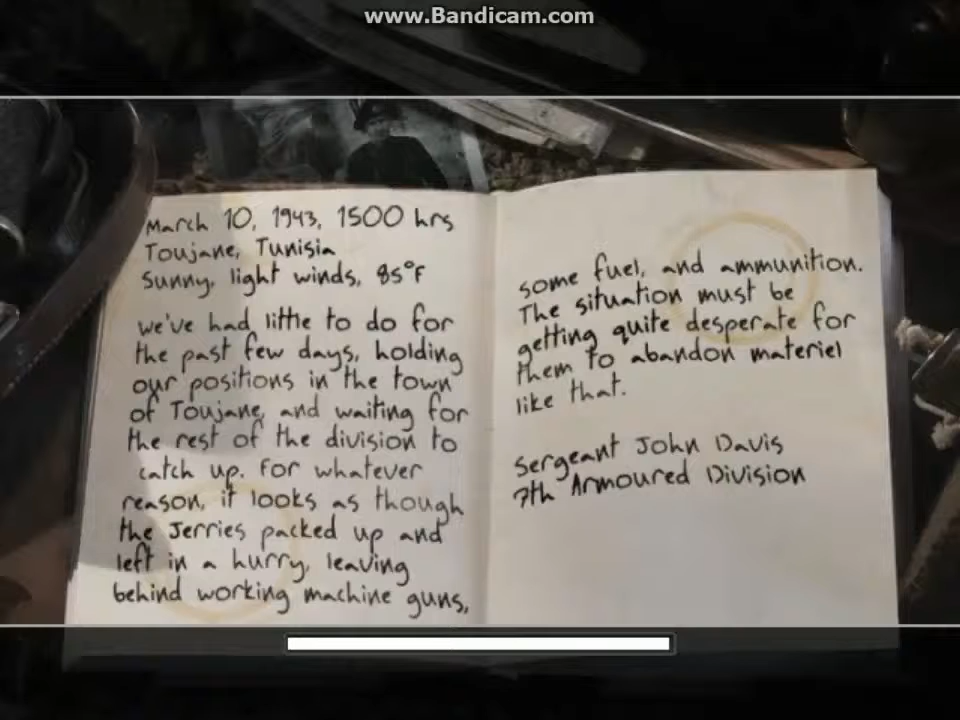 www.Bandicam.com
March 10, 1943, 1500 hrs
Toujane, Tunisia
Sunny, light winds, 85°F
We've had little to do for
the past few days, holding
our positions in the town
of Toujane, and waiting for
the rest of the division to
catch up. For whatever
reason, it looks as though
the Jerries packed up and
left in a hurry, leaving
behind working machine guns,
some fuel, and ammunition.
The situation must be
getting quite desperate for
them to abandon materiel
like that.
Sergeant John Davis
7th Armoured Division